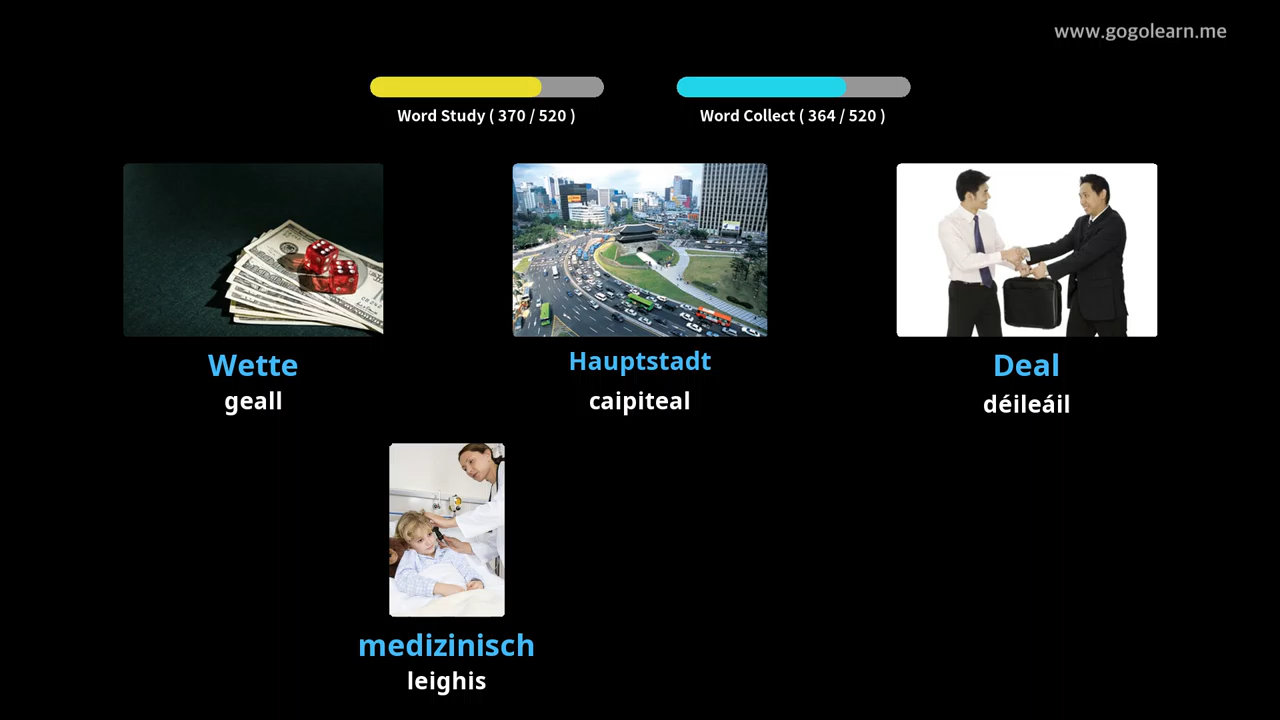 www.gogolearn.me
Word Study ( 370 / 520 )
Word Collect ( 364 / 520 )
Wette
geall
Hauptstadt
caipiteal
Deal
déileáil
medizinisch
leighis